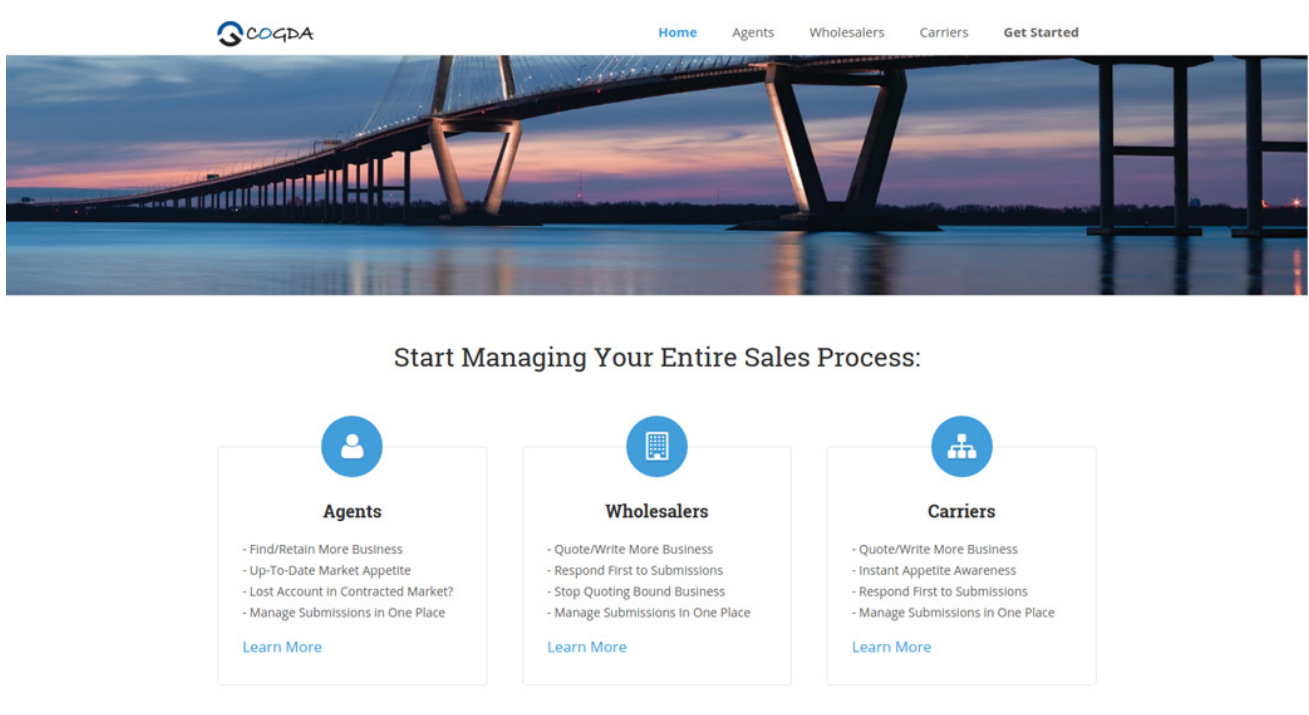 COGDA
Home Agents Wholesalers Carriers Get Started
Start Managing Your Entire Sales Process:
Agents
- Find/Retain More Business
- Up-To-Date Market Appetite
- Lost Account in Contracted Market?
- Manage Submissions in One Place
Learn More
Wholesalers
- Quote/Write More Business
- Respond First to Submissions
- Stop Quoting Bound Business
- Manage Submissions In One Place
Learn More
Carriers
- Quote/Write More Business
- Instant Appetite Awareness
- Respond First to Submissions
- Manage Submissions in One Place
Learn More